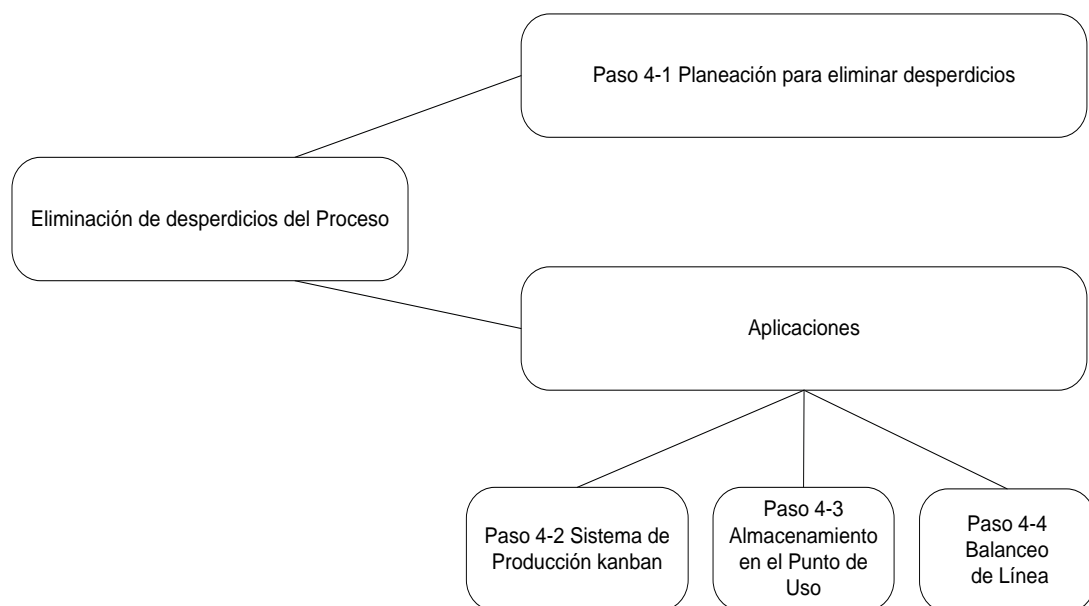 Paso 4-1 Planeación para eliminar desperdicios
Eliminación de desperdicios del Proceso
Aplicaciones
Paso 4-2 Sistema de
Producción kanban
Paso 4-3
Almacenamiento
en el Punto de
Uso
Paso 4-4
Balanceo
de Línea